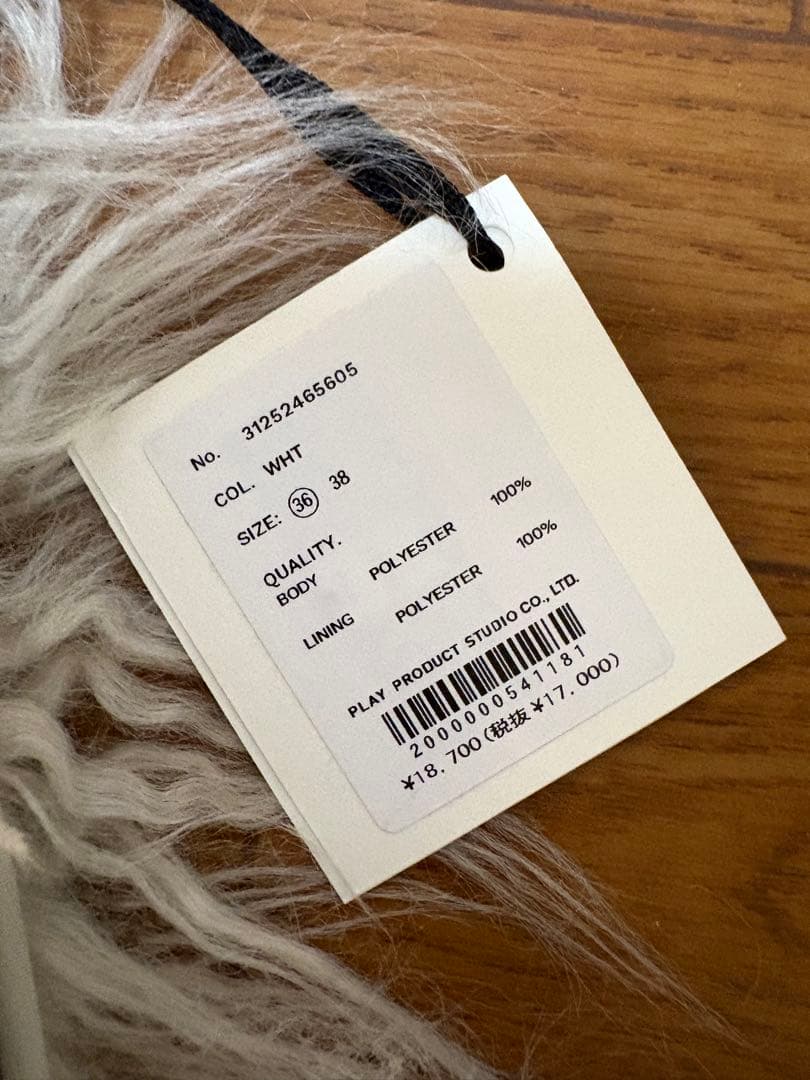 No. 31252465605
COL. WHT
SIZE: 36 38
QUALITY.
BODY POLYESTER 100%
LINING POLYESTER 100%
PLAY PRODUCT STUDIO CO., LTD.
2000000541181
¥18,700(税抜¥17,000)